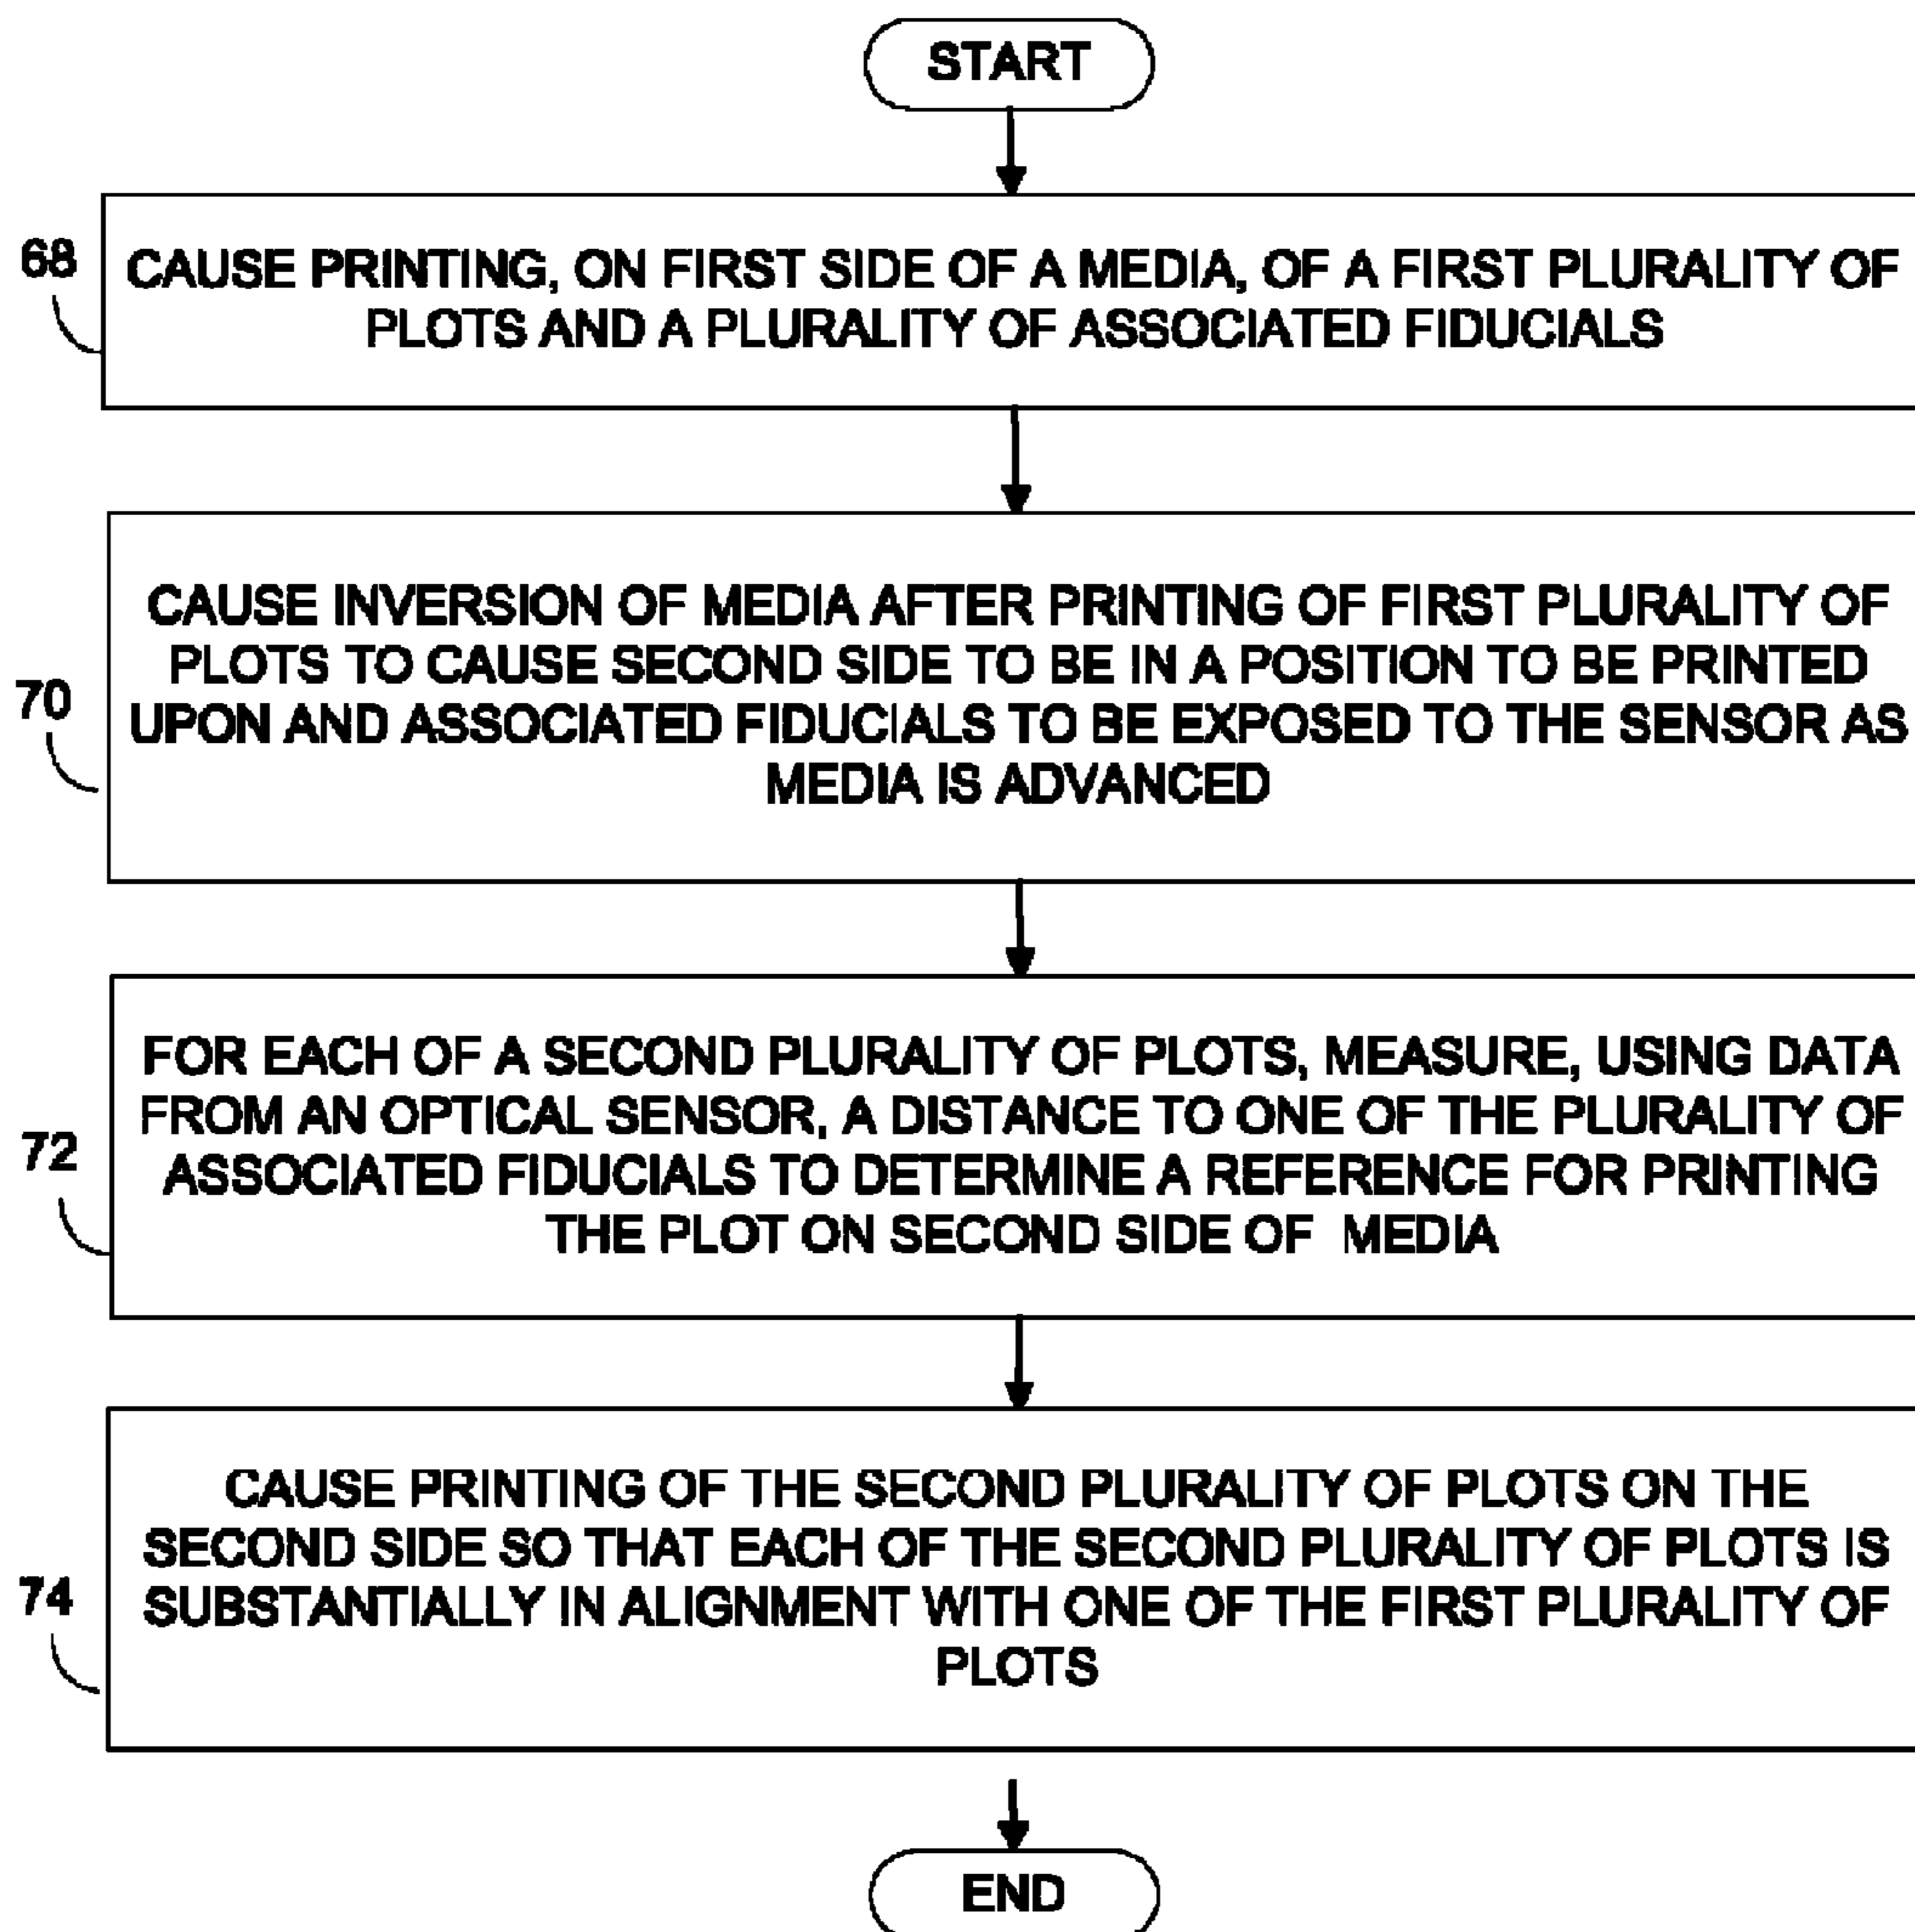 START
68
CAUSE PRINTING, ON FIRST SIDE OF A MEDIA, OF A FIRST PLURALITY OF
PLOTS AND A PLURALITY OF ASSOCIATED FIDUCIALS
70
CAUSE INVERSION OF MEDIA AFTER PRINTING OF FIRST PLURALITY OF
PLOTS TO CAUSE SECOND SIDE TO BE IN A POSITION TO BE PRINTED
UPON AND ASSOCIATED FIDUCIALS TO BE EXPOSED TO THE SENSOR AS
MEDIA IS ADVANCED
72
FOR EACH OF A SECOND PLURALITY OF PLOTS, MEASURE, USING DATA
FROM AN OPTICAL SENSOR, A DISTANCE TO ONE OF THE PLURALITY OF
ASSOCIATED FIDUCIALS TO DETERMINE A REFERENCE FOR PRINTING
THE PLOT ON SECOND SIDE OF MEDIA
74
CAUSE PRINTING OF THE SECOND PLURALITY OF PLOTS ON THE
SECOND SIDE SO THAT EACH OF THE SECOND PLURALITY OF PLOTS IS
SUBSTANTIALLY IN ALIGNMENT WITH ONE OF THE FIRST PLURALITY OF
PLOTS
END